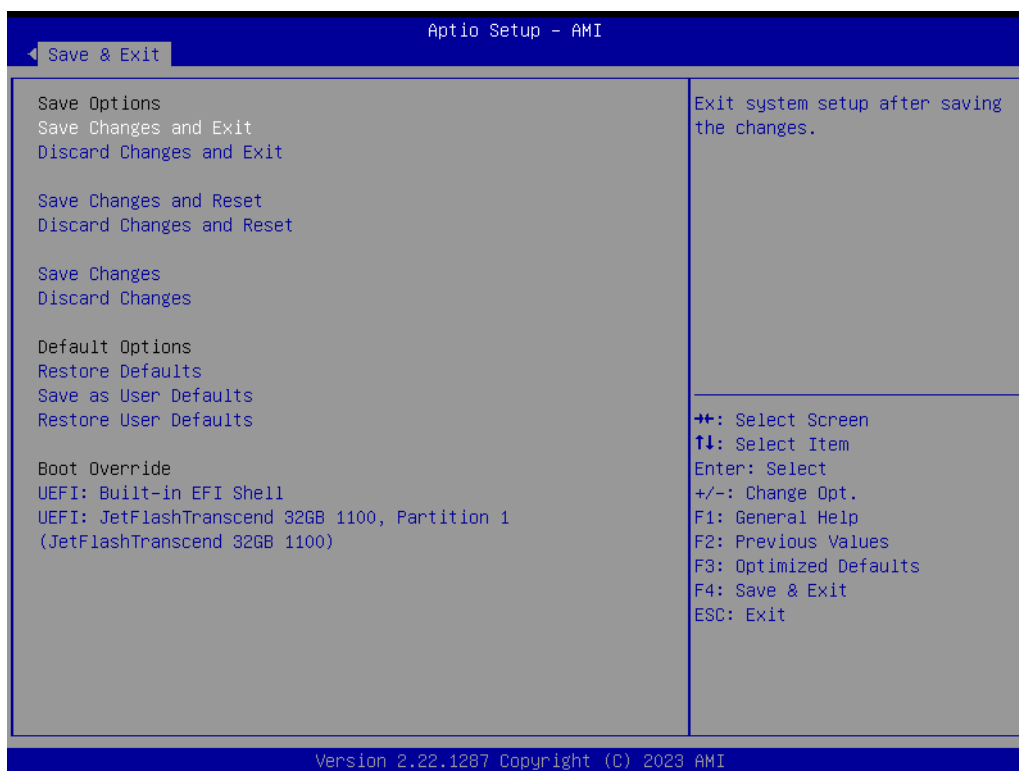 Aptio Setup – AMI
Save & Exit
Save Options
Save Changes and Exit
Discard Changes and Exit
Save Changes and Reset
Discard Changes and Reset
Save Changes
Discard Changes
Default Options
Restore Defaults
Save as User Defaults
Restore User Defaults
Boot Override
UEFI: Built-in EFI Shell
UEFI: JetFlashTranscend 32GB 1100, Partition 1
(JetFlashTranscend 32GB 1100)
Exit system setup after saving
the changes.
→←: Select Screen
↑↓: Select Item
Enter: Select
+/-: Change Opt.
F1: General Help
F2: Previous Values
F3: Optimized Defaults
F4: Save & Exit
ESC: Exit
Version 2.22.1287 Copyright (C) 2023 AMI